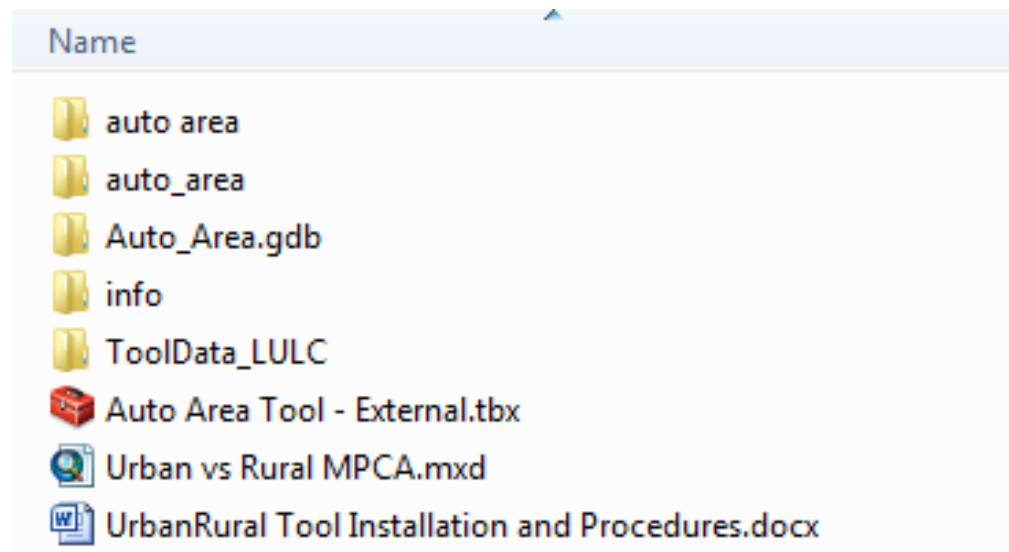 Name
auto area
auto_area
Auto_Area.gdb
info
ToolData_LULC
Auto Area Tool - External.tbx
Urban vs Rural MPCA.mxd
UrbanRural Tool Installation and Procedures.docx